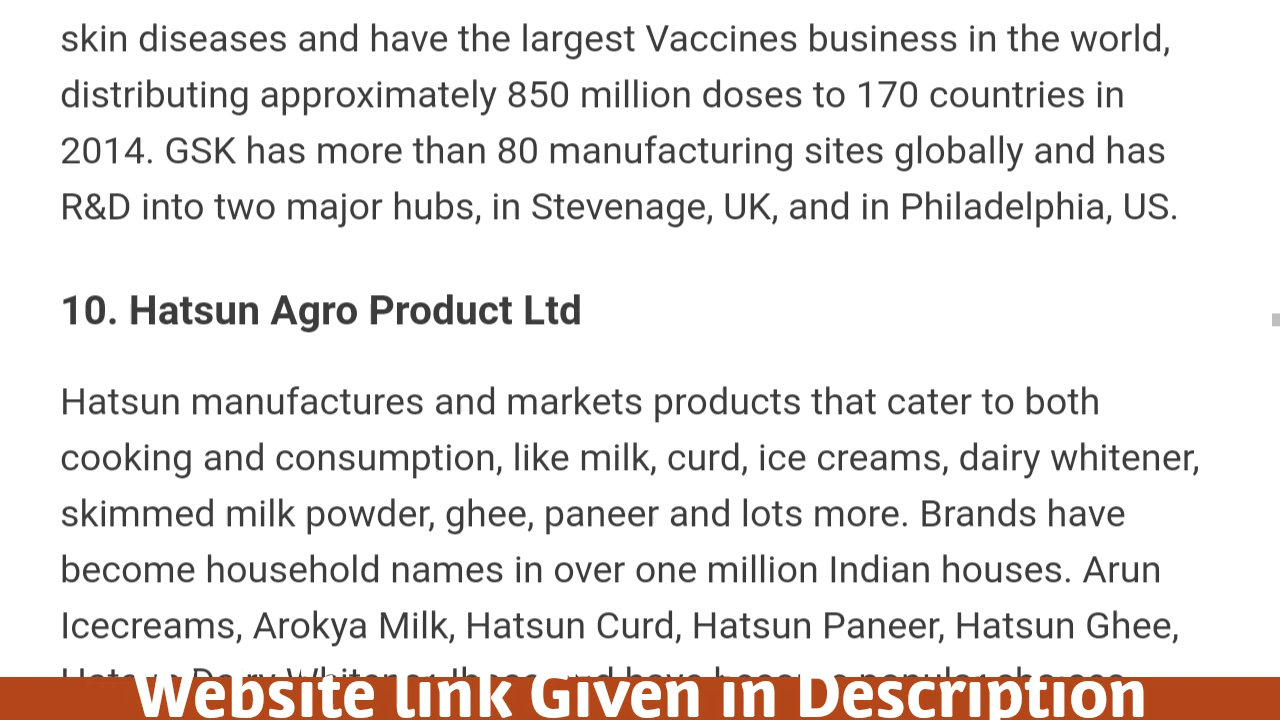 skin diseases and have the largest Vaccines business in the world,
distributing approximately 850 million doses to 170 countries in
2014. GSK has more than 80 manufacturing sites globally and has
R&D into two major hubs, in Stevenage, UK, and in Philadelphia, US.
10. Hatsun Agro Product Ltd
Hatsun manufactures and markets products that cater to both
cooking and consumption, like milk, curd, ice creams, dairy whitener,
skimmed milk powder, ghee, paneer and lots more. Brands have
become household names in over one million Indian houses. Arun
Icecreams, Arokya Milk, Hatsun Curd, Hatsun Paneer, Hatsun Ghee,
Website link Given in Description